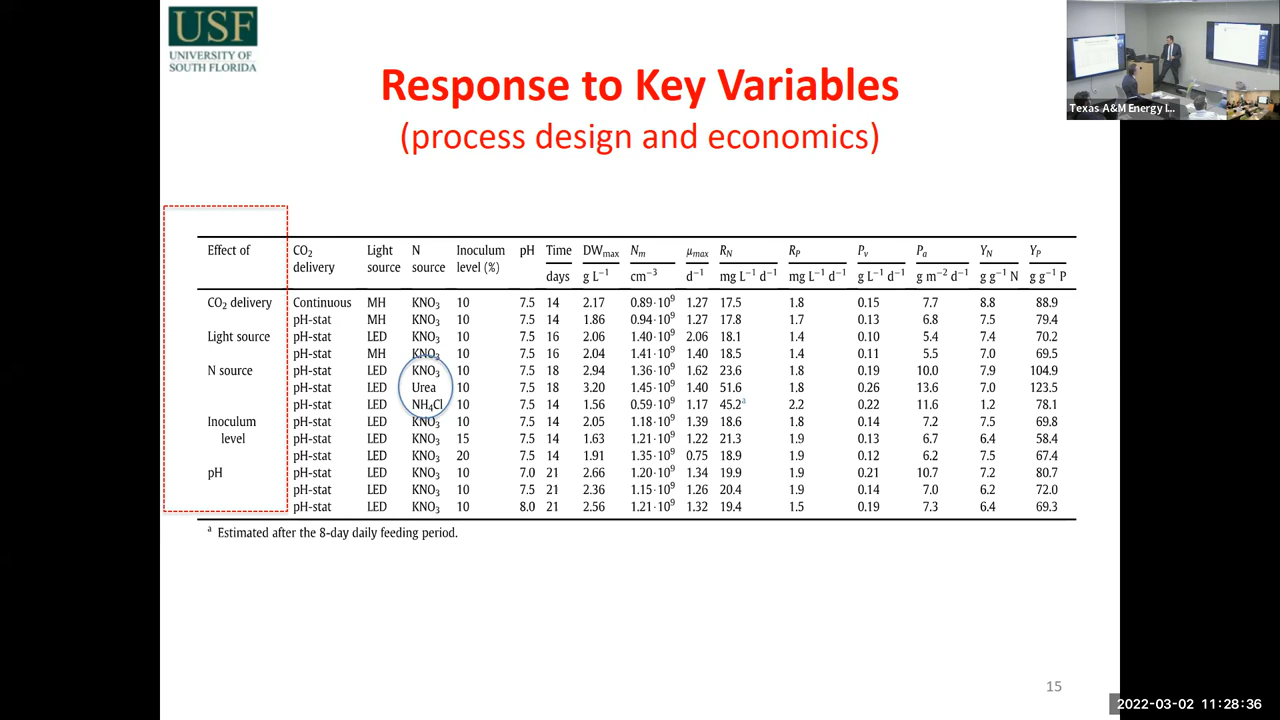 USF
UNIVERSITY OF
SOUTH FLORIDA
Texas A&M Energy I...
Response to Key Variables
(process design and economics)
Effect of CO2 delivery Light source N source Inoculum level (%) pH Time days DWmax g L⁻¹ Nm cm⁻³ μmax d⁻¹ RN mg L⁻¹ d⁻¹ RP mg L⁻¹ d⁻¹ Pv g L⁻¹ d⁻¹ Pa g m⁻² d⁻¹ YN g g⁻¹ N YP g g⁻¹ P
CO2 delivery Continuous MH KNO3 10 7.5 14 2.17 0.89·10⁹ 1.27 17.5 1.8 0.15 7.7 8.8 88.9
pH-stat MH KNO3 10 7.5 14 1.86 0.94·10⁹ 1.27 17.8 1.7 0.13 6.8 7.5 79.4
Light source pH-stat LED KNO3 10 7.5 16 2.06 1.40·10⁹ 2.06 18.1 1.4 0.10 5.4 7.4 70.2
pH-stat MH KNO3 10 7.5 16 2.04 1.41·10⁹ 1.40 18.5 1.4 0.11 5.5 7.0 69.5
N source pH-stat LED KNO3 10 7.5 18 2.94 1.36·10⁹ 1.62 23.6 1.8 0.19 10.0 7.9 104.9
pH-stat LED Urea 10 7.5 18 3.20 1.45·10⁹ 1.40 51.6 1.8 0.26 13.6 7.0 123.5
pH-stat LED NH4Cl 10 7.5 14 1.56 0.59·10⁹ 1.17 45.2ᵃ 2.2 0.22 11.6 1.2 78.1
Inoculum pH-stat LED KNO3 10 7.5 14 2.05 1.18·10⁹ 1.39 18.6 1.8 0.14 7.2 7.5 69.8
level pH-stat LED KNO3 15 7.5 14 1.63 1.21·10⁹ 1.22 21.3 1.9 0.13 6.7 6.4 58.4
pH-stat LED KNO3 20 7.5 14 1.91 1.35·10⁹ 0.75 18.9 1.9 0.12 6.2 7.5 67.4
pH pH-stat LED KNO3 10 7.0 21 2.66 1.20·10⁹ 1.34 19.9 1.9 0.21 10.7 7.2 80.7
pH-stat LED KNO3 10 7.5 21 2.36 1.15·10⁹ 1.26 20.4 1.9 0.14 7.0 6.2 72.0
pH-stat LED KNO3 10 8.0 21 2.56 1.21·10⁹ 1.32 19.4 1.5 0.19 7.3 6.4 69.3
ᵃ Estimated after the 8-day daily feeding period.
15
2022-03-02 11:28:36